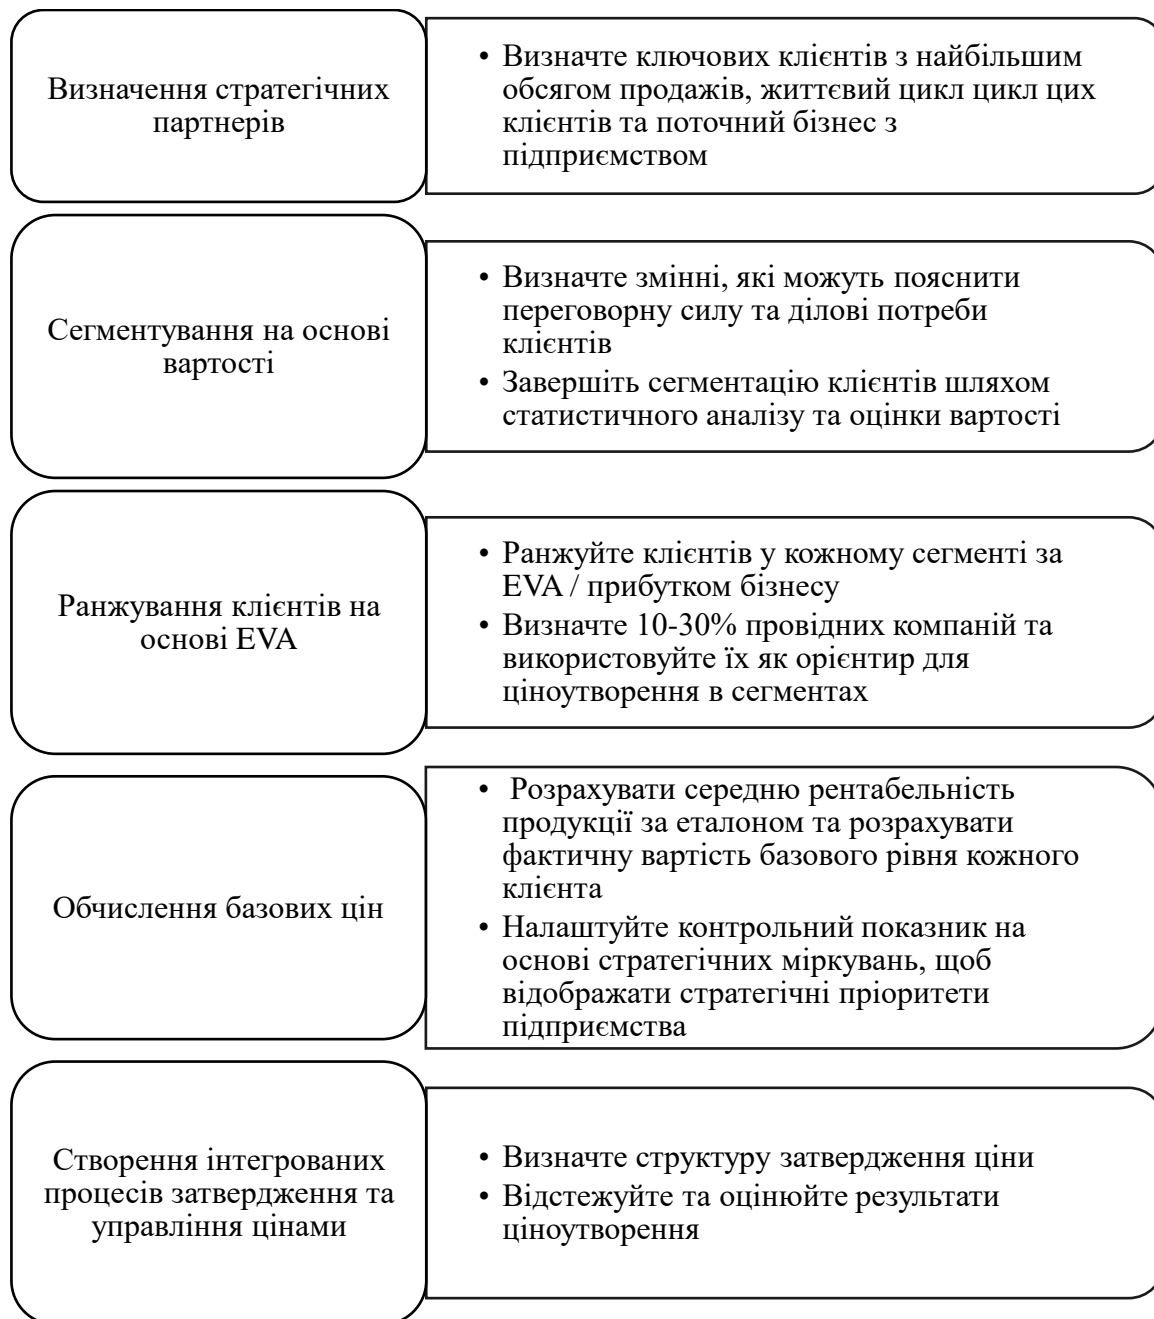 Визначення стратегічних
партнерів
• Визначте ключових клієнтів з найбільшим
обсягом продажів, життєвий цикл цикл цих
клієнтів та поточний бізнес з
підприємством
Сегментування на основі
вартості
• Визначте змінні, які можуть пояснити
переговорну силу та ділові потреби
клієнтів
• Завершіть сегментацію клієнтів шляхом
статистичного аналізу та оцінки вартості
Ранжування клієнтів на
основі EVA
• Ранжуйте клієнтів у кожному сегменті за
EVA / прибутком бізнесу
• Визначте 10-30% провідних компаній та
використовуйте їх як орієнтир для
ціноутворення в сегментах
Обчислення базових цін
• Розрахувати середню рентабельність
продукції за еталоном та розрахувати
фактичну вартість базового рівня кожного
клієнта
• Налаштуйте контрольний показник на
основі стратегічних міркувань, щоб
відображати стратегічні пріоритети
підприємства
Створення інтегрованих
процесів затвердження та
управління цінами
• Визначте структуру затвердження ціни
• Відстежуйте та оцінюйте результати
ціноутворення